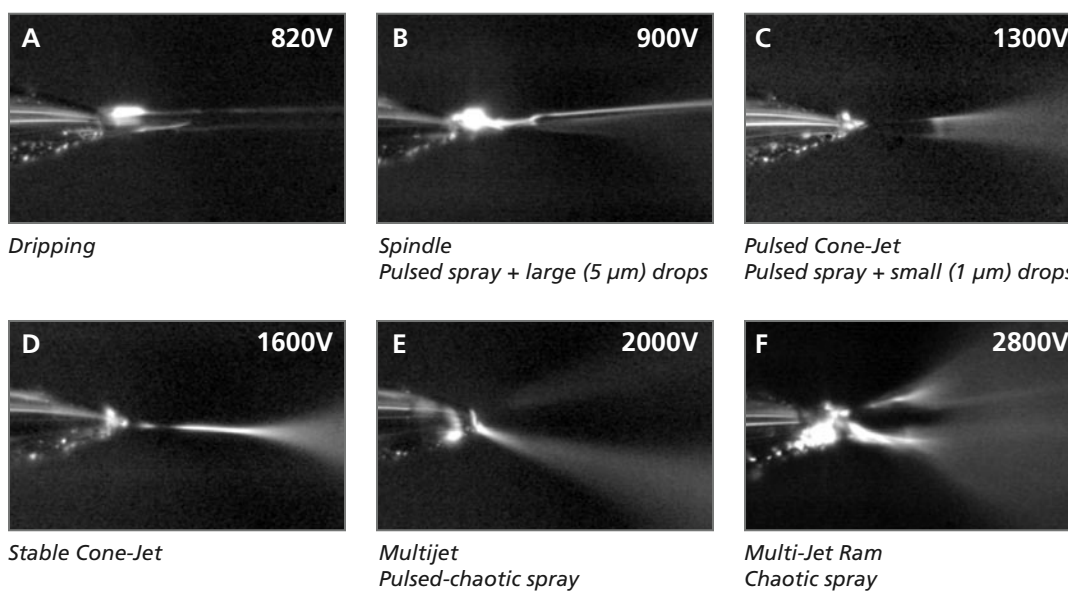 A 820V
B 900V
C 1300V
Dripping
Spindle
Pulsed spray + large (5 µm) drops
Pulsed Cone-Jet
Pulsed spray + small (1 µm) drops
D 1600V
E 2000V
F 2800V
Stable Cone-Jet
Multijet
Pulsed-chaotic spray
Multi-Jet Ram
Chaotic spray